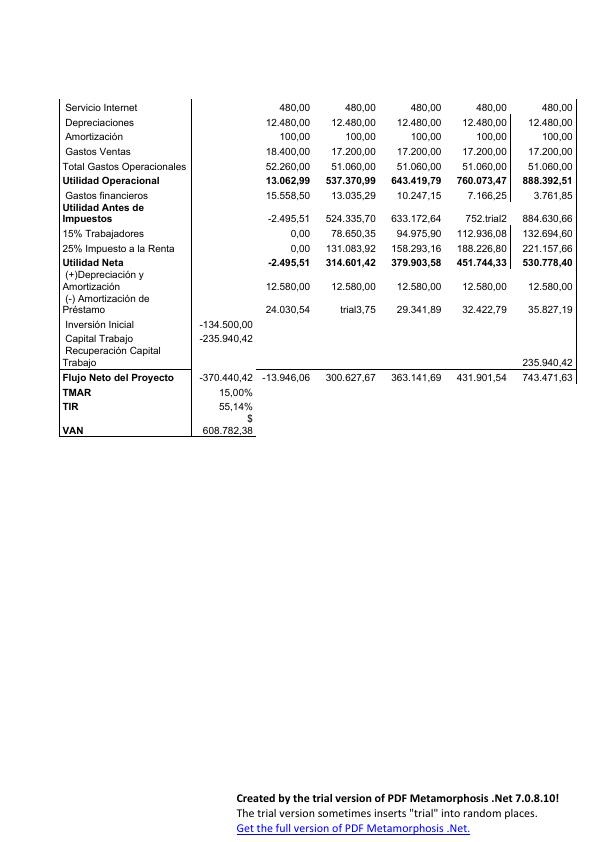 Servicio Internet 480,00 480,00 480,00 480,00 480,00
Depreciaciones 12.480,00 12.480,00 12.480,00 12.480,00 12.480,00
Amortización 100,00 100,00 100,00 100,00 100,00
Gastos Ventas 18.400,00 17.200,00 17.200,00 17.200,00 17.200,00
Total Gastos Operacionales 52.260,00 51.060,00 51.060,00 51.060,00 51.060,00
Utilidad Operacional 13.062,99 537.370,99 643.419,79 760.073,47 888.392,51
Gastos financieros 15.558,50 13.035,29 10.247,15 7.166,25 3.761,85
Utilidad Antes de
Impuestos -2.495,51 524.335,70 633.172,64 752.trial2 884.630,66
15% Trabajadores 0,00 78.650,35 94.975,90 112.936,08 132.694,60
25% Impuesto a la Renta 0,00 131.083,92 158.293,16 188.226,80 221.157,66
Utilidad Neta -2.495,51 314.601,42 379.903,58 451.744,33 530.778,40
(+)Depreciación y
Amortización 12.580,00 12.580,00 12.580,00 12.580,00 12.580,00
(-) Amortización de
Préstamo 24.030,54 trial3,75 29.341,89 32.422,79 35.827,19
Inversión Inicial -134.500,00
Capital Trabajo -235.940,42
Recuperación Capital
Trabajo 235.940,42
Flujo Neto del Proyecto -370.440,42 -13.946,06 300.627,67 363.141,69 431.901,54 743.471,63
TMAR 15,00%
TIR 55,14%
$
VAN 608.782,38
Created by the trial version of PDF Metamorphosis .Net 7.0.8.10!
The trial version sometimes inserts "trial" into random places.
Get the full version of PDF Metamorphosis .Net.